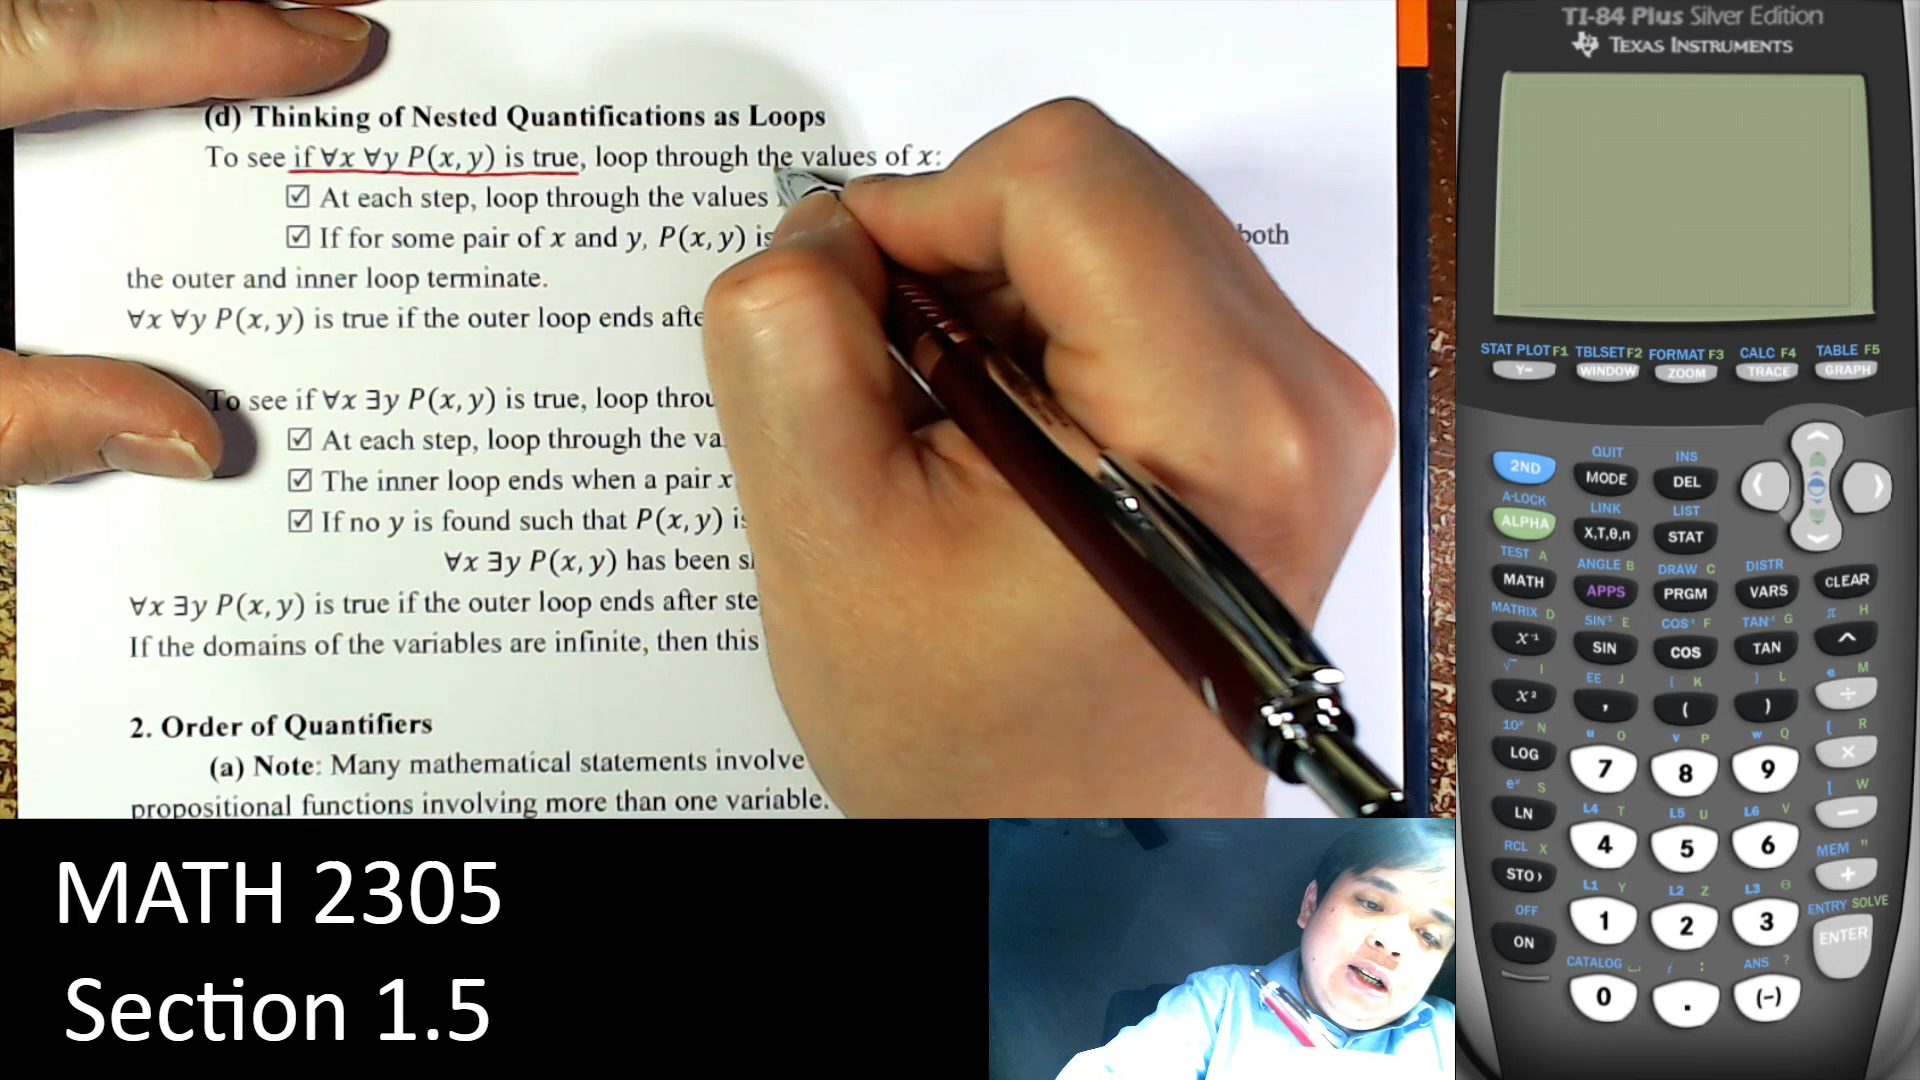 (d) Thinking of Nested Quantifications as Loops
To see if ∀x ∀y P(x, y) is true, loop through the values of x:
☑ At each step, loop through the values
☑ If for some pair of x and y, P(x, y) is both
the outer and inner loop terminate.
∀x ∀y P(x, y) is true if the outer loop ends
To see if ∀x ∃y P(x, y) is true, loop
☑ At each step, loop through the
☑ The inner loop ends when a pair x
☑ If no y is found such that P(x, y)
∀x ∃y P(x, y) has been
∀x ∃y P(x, y) is true if the outer loop ends after
If the domains of the variables are infinite, then this
2. Order of Quantifiers
(a) Note: Many mathematical statements involve
propositional functions involving more than one variable.
MATH 2305
Section 1.5
TI-84 Plus Silver Edition
TEXAS INSTRUMENTS
STAT PLOT F1 TBLSET F2 FORMAT F3 CALC F4 TABLE F5
Y= WINDOW ZOOM TRACE GRAPH
QUIT INS
2ND MODE DEL
A-LOCK LINK LIST
ALPHA X,T,θ,n STAT
TEST A ANGLE B DRAW C DISTR
MATH APPS PRGM VARS CLEAR
MATRIX D SIN⁻¹ E COS⁻¹ F TAN⁻¹ G π H
x⁻¹ SIN COS TAN ^
√ I EE J { K } L e M
x² , ( ) ÷
10ˣ N u O v P w Q [ R
LOG 7 8 9 ×
eˣ S L4 T L5 U L6 V ] W
LN 4 5 6 −
RCL X L1 Y L2 Z L3 θ MEM "
STO› 1 2 3 +
OFF CATALOG ⎵ i : ANS ? ENTRY SOLVE
ON 0 . (-) ENTER